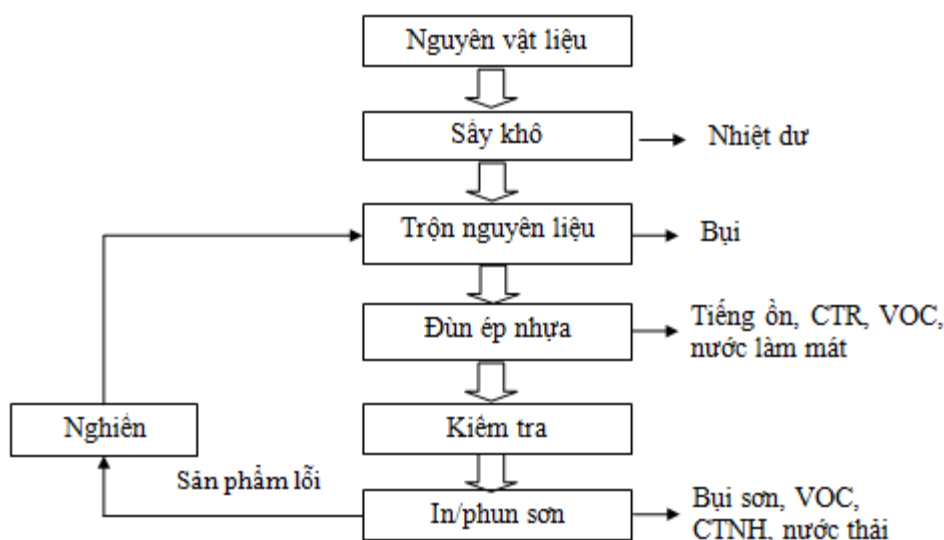 Nguyên vật liệu
Sấy khô
Nhiệt dư
Trộn nguyên liệu
Bụi
Đùn ép nhựa
Tiếng ồn, CTR, VOC,
nước làm mát
Nghiền
Kiểm tra
Sản phẩm lỗi
In/phun sơn
Bụi sơn, VOC,
CTNH, nước thải